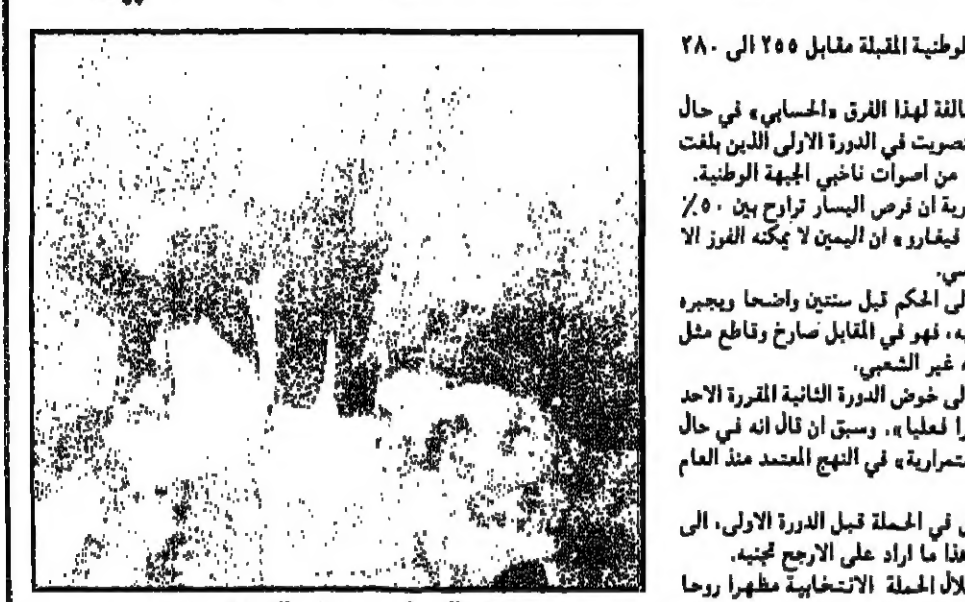 لوطنية المقبلة مقابل ٢٥٥ الى ٢٨٠
الفة لهذا الفرق «الحسابي» في حال
تصويت في الدورة الاولى الذين بلغت
من اصوات ناخبي الجبهة الوطنية.
رية ان فرص اليسار تراوح بين ٥٠٪
فيغارو» ان اليمين لا يمكنه الفوز الا
سي.
لى الحكم قبل سنتين واضحا ويجبره
يه، فهو في المقابل صارخ وقاطع مثل
ه غير الشعبي.
لى خوض الدورة الثانية المقررة الاحد
را فعليا». وسبق ان قال انه في حال
ستمرارية» في النهج المعتمد منذ العام
ل في الحملة قبل الدورة الاولى، الى
هذا ما اراد على الارجح تجنبه.
لال الحملة الانتخابية مظهرا روحا